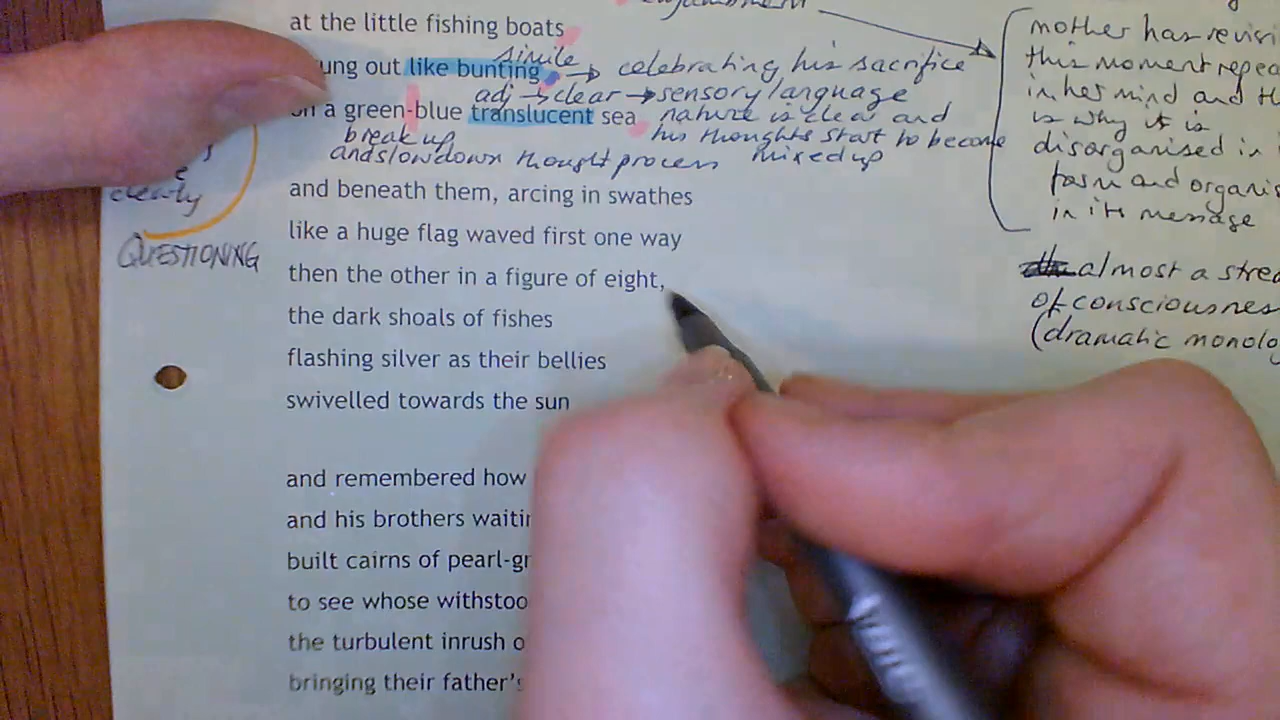 at the little fishing boats
mother has revisi
simile
ung out like bunting → celebrating his sacrifice
this moment repea
adj → clear → sensory language
in her mind and th
on a green-blue translucent sea nature is clear and
is why it is
break up
his thoughts start to become
disorganised in
and slow down thought process mixed up
form and organis
clearly
and beneath them, arcing in swathes
in its message
like a huge flag waved first one way
QUESTIONING
then the other in a figure of eight,
almost a strea
of consciousness
the dark shoals of fishes
(dramatic monolo
flashing silver as their bellies
swivelled towards the sun
and remembered how
and his brothers waitin
built cairns of pearl-gr
to see whose withstoo
the turbulent inrush o
bringing their father's